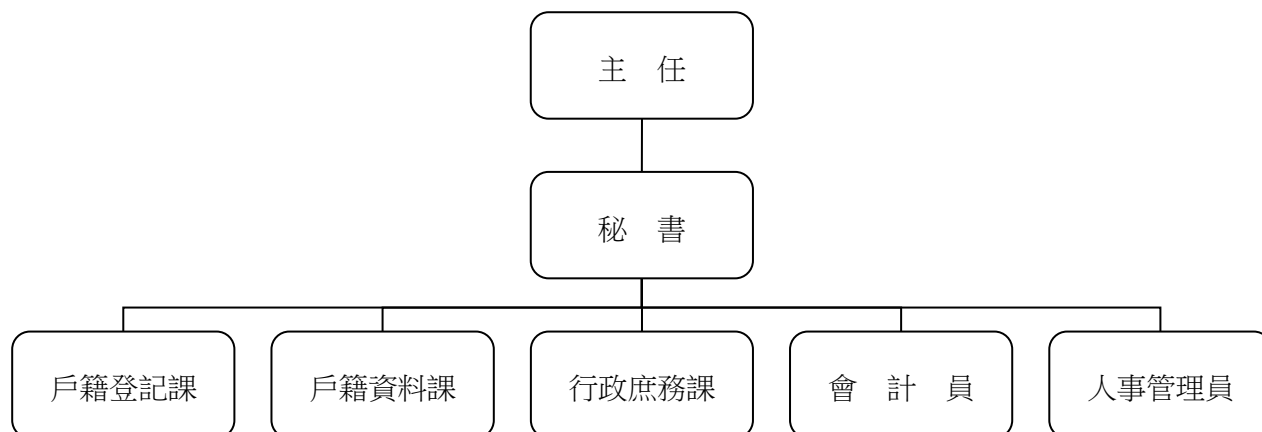 主　任
秘　書
戶籍登記課
戶籍資料課
行政庶務課
會　計　員
人事管理員